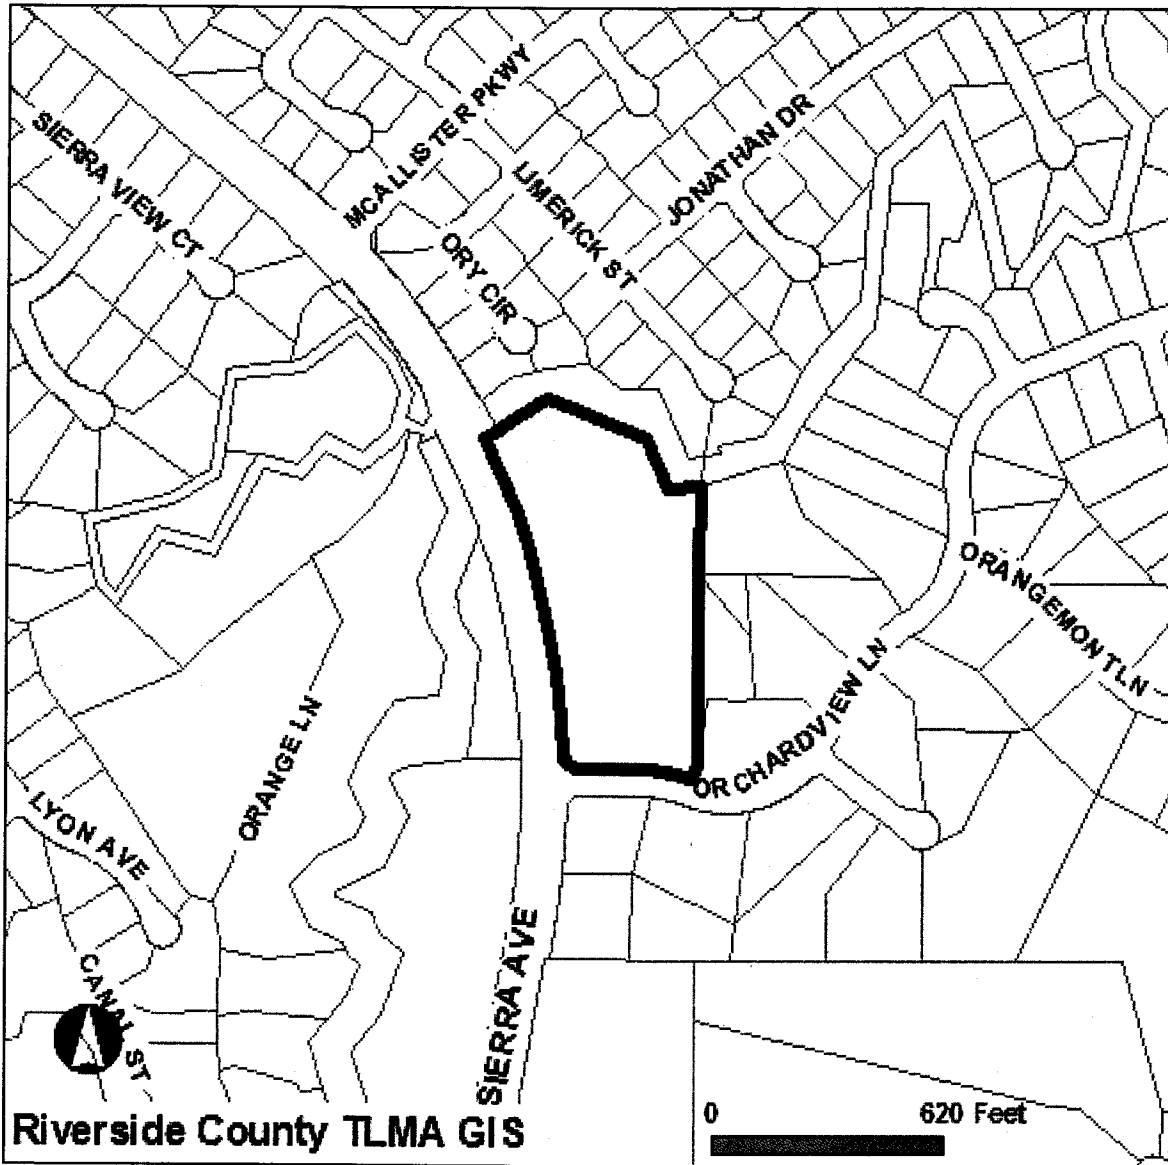 MCALLISTER PKWY
SIERRA VIEW CT
LIMERICK ST
JONATHAN DR
ORY CIR
ORANGEMONT LN
ORCHARDVIEW LN
ORANGE LN
LYON AVE
CANAL ST
SIERRA AVE
0 620 Feet
Riverside County TLMA GIS